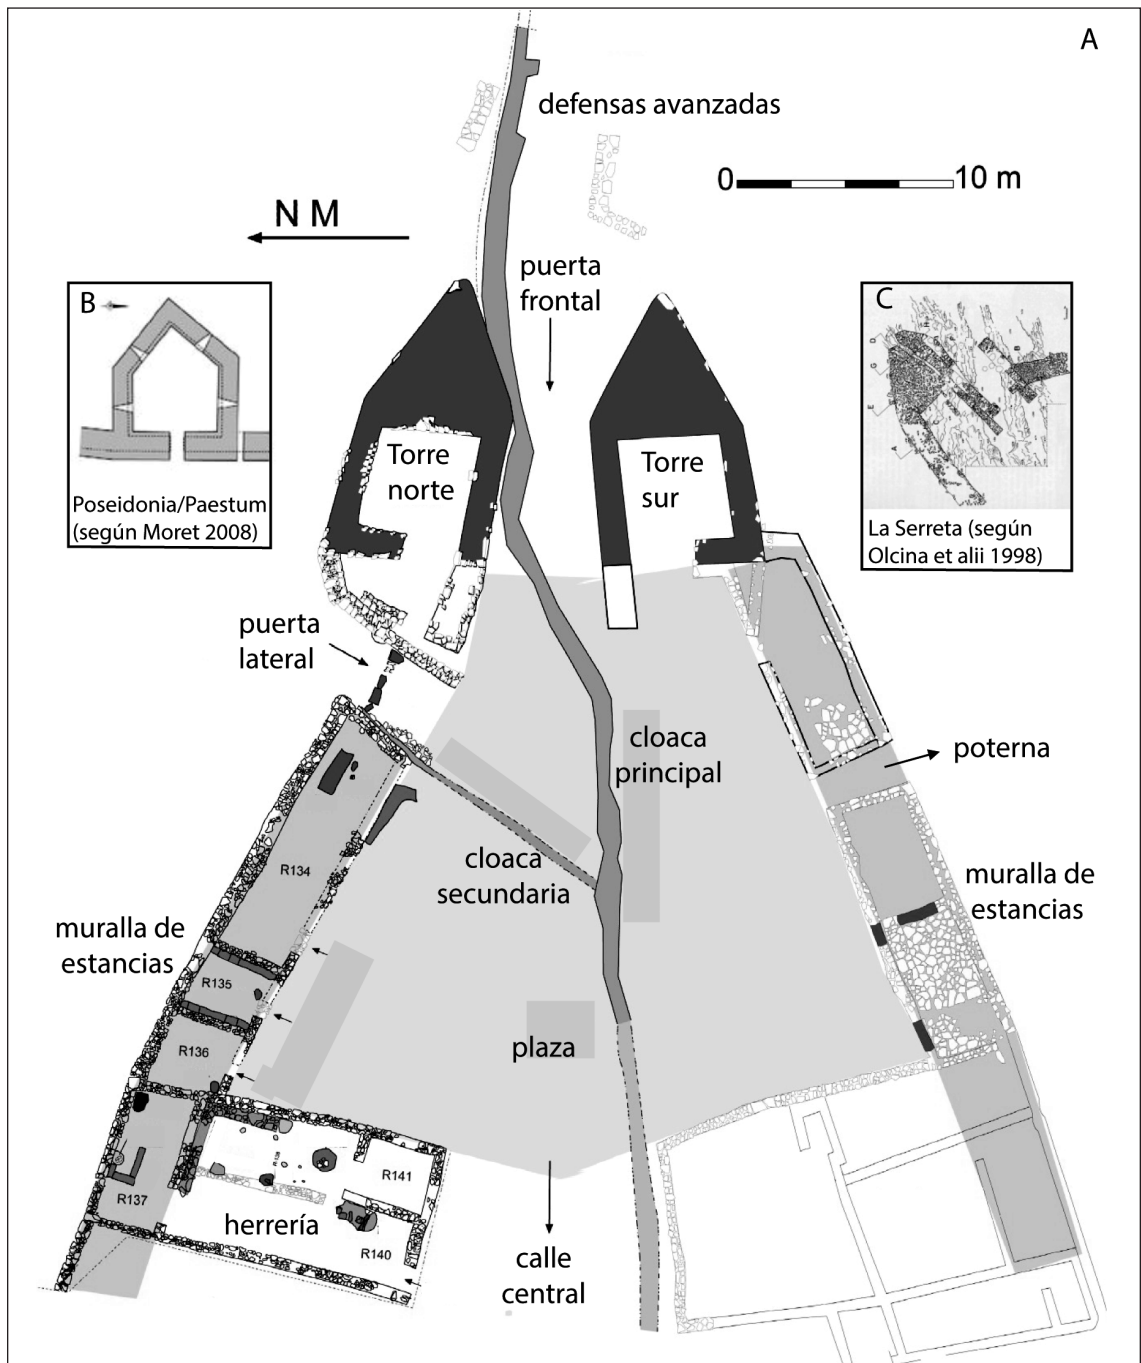 A
defensas avanzadas
0 10 m
N M
puerta
frontal
B
Poseidonia/Paestum
(según Moret 2008)
C
La Serreta (según
Olcina et alii 1998)
Torre
norte
Torre
sur
puerta
lateral
cloaca
principal
poterna
cloaca
secundaria
R134
muralla de
estancias
muralla de
estancias
R135
R136
plaza
R137
R141
herrería
R140
calle
central